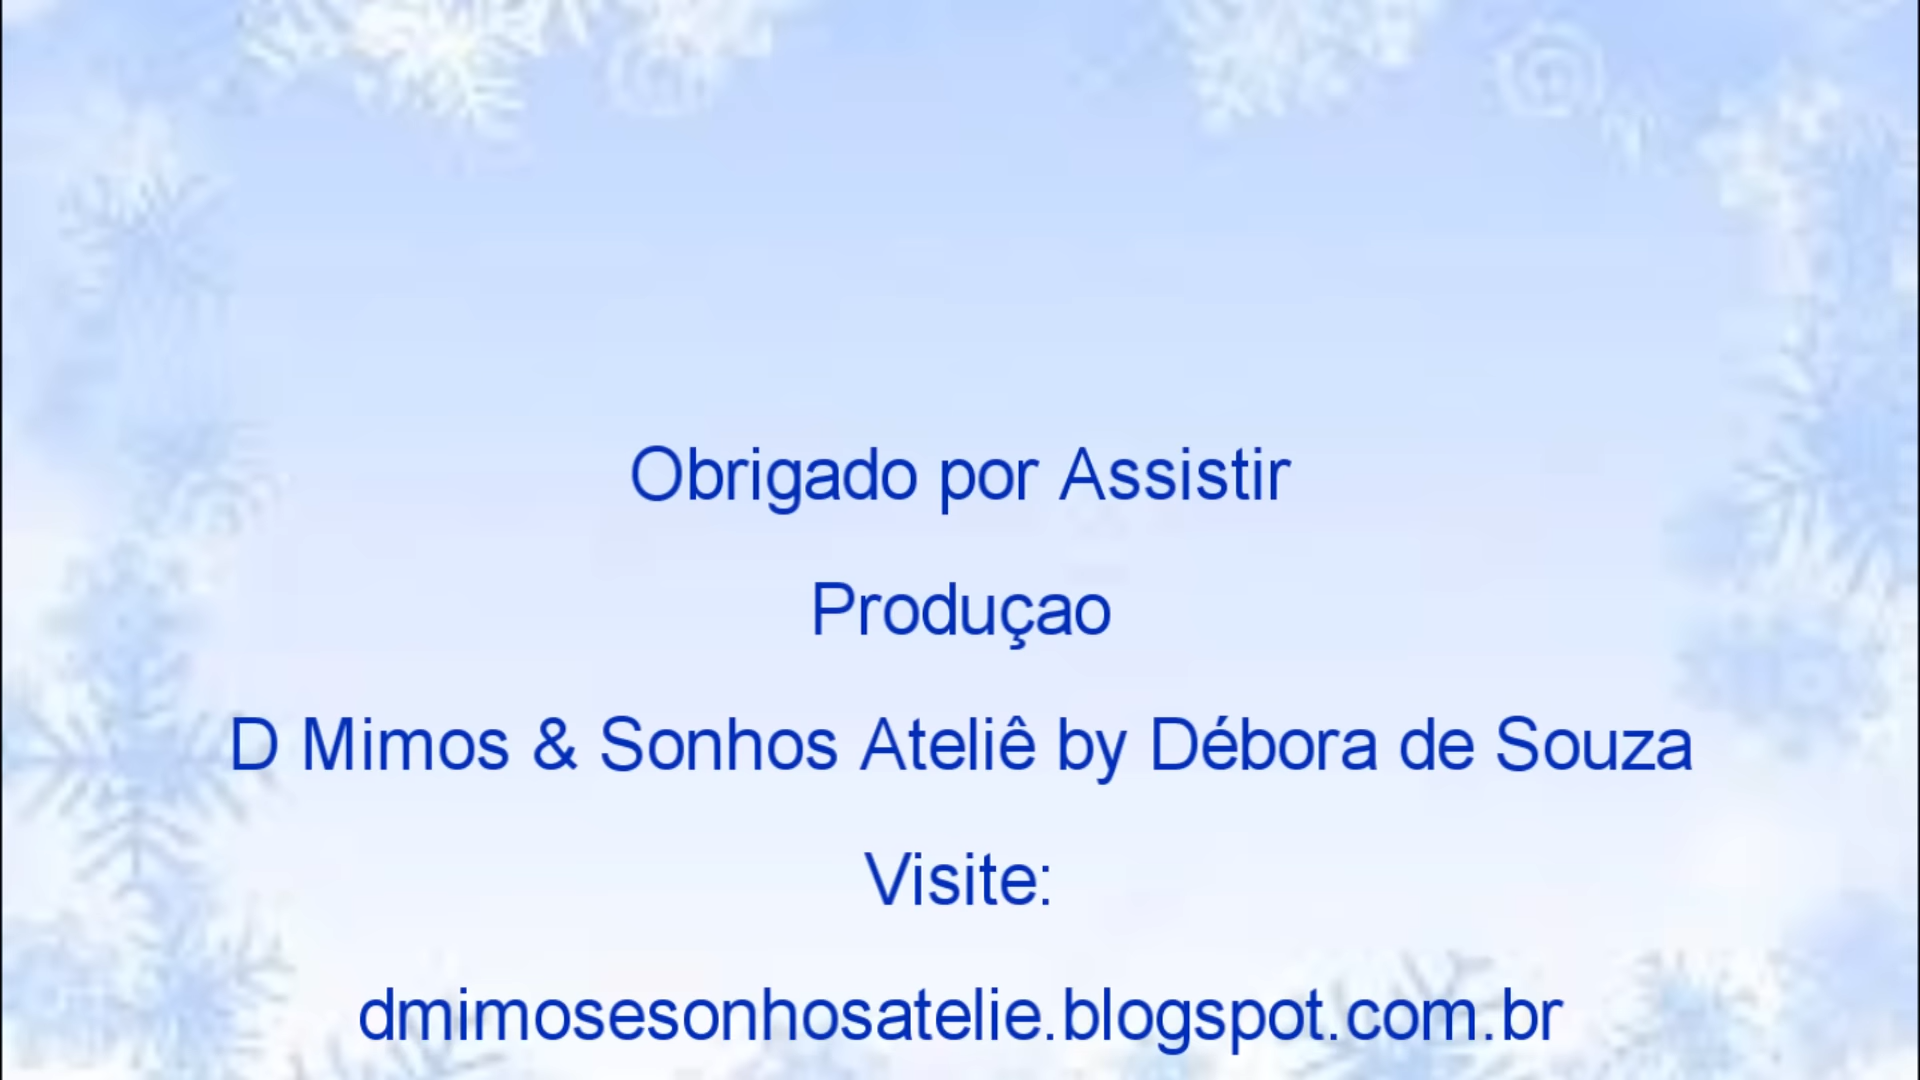 Obrigado por Assistir
Produçao
D Mimos & Sonhos Ateliê by Débora de Souza
Visite:
dmimosesonhosatelie.blogspot.com.br